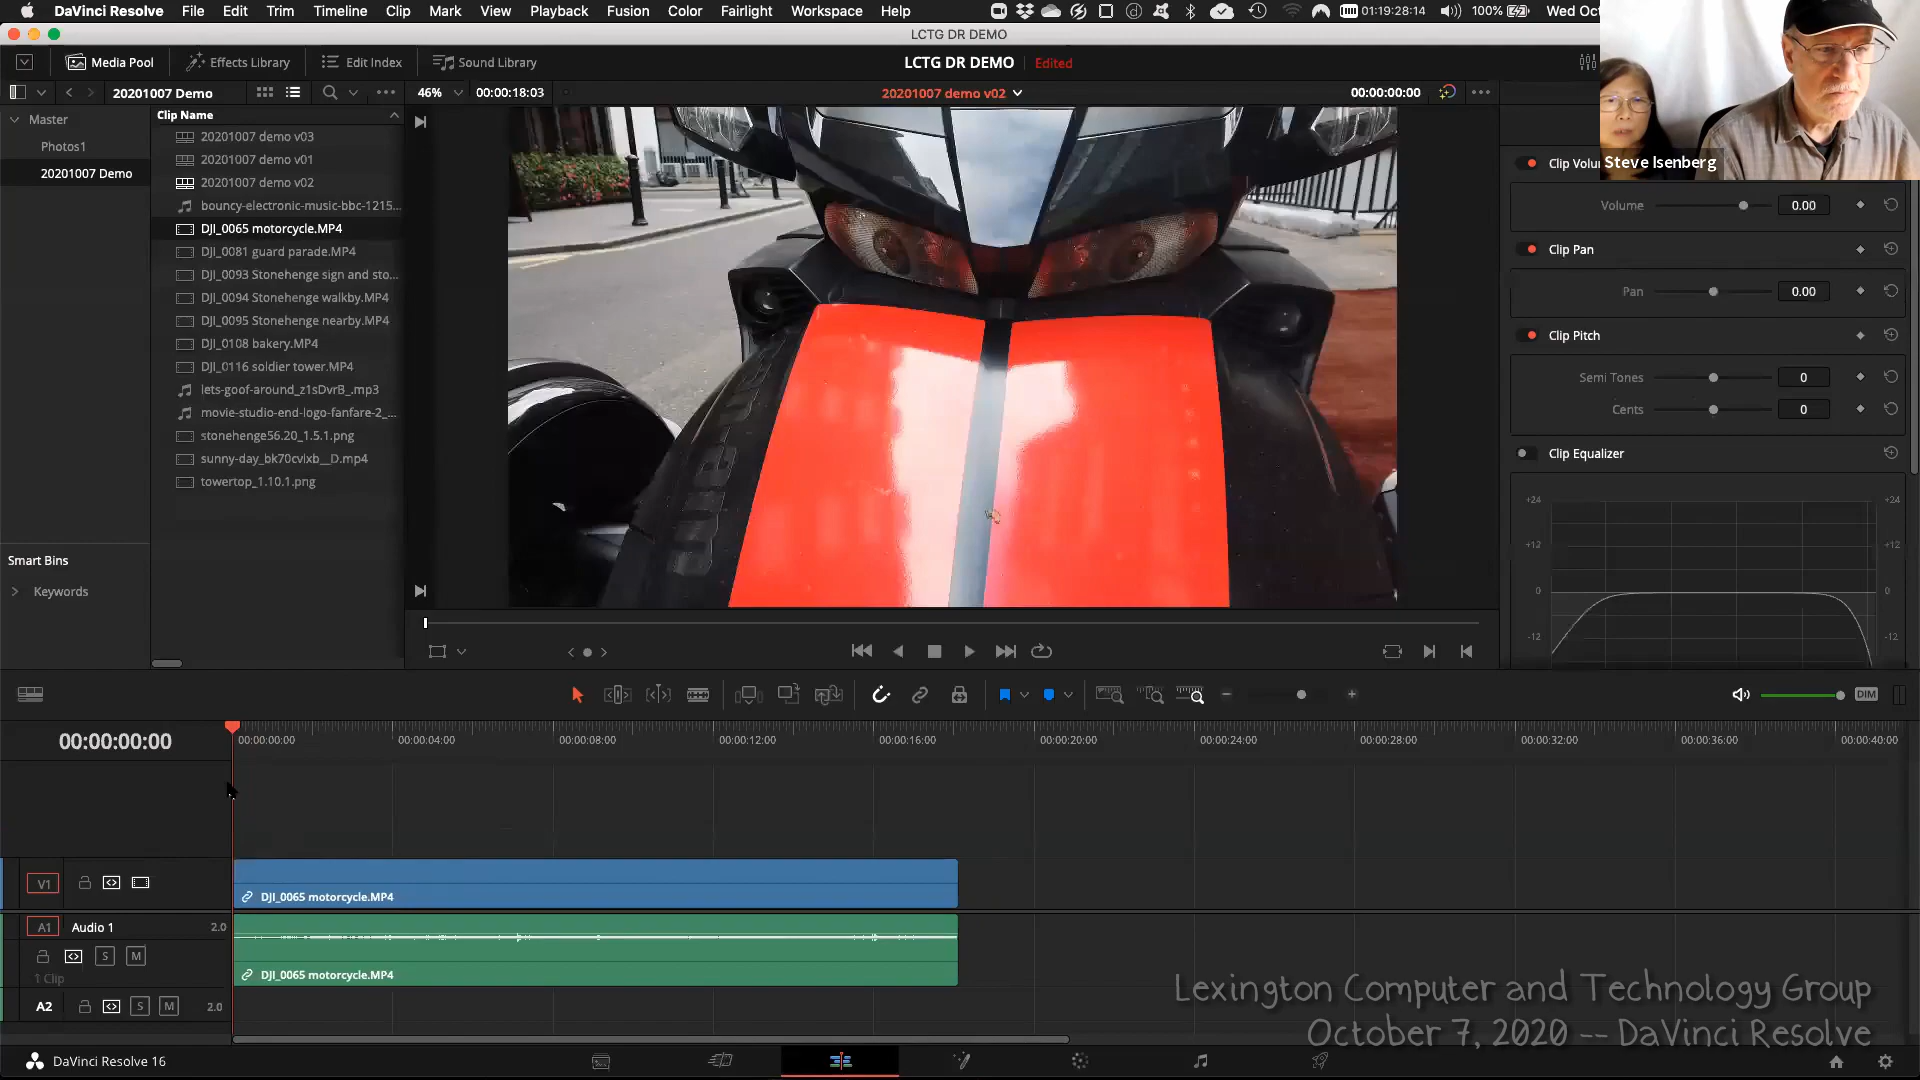 DaVinci Resolve File Edit Trim Timeline Clip Mark View Playback Fusion Color Fairlight Workspace Help 01:19:28:14 100% Wed Oct
LCTG DR DEMO
Media Pool Effects Library Edit Index Sound Library LCTG DR DEMO Edited
20201007 Demo 46% 00:00:18:03 20201007 demo v02 00:00:00:00
Master
Photos1
20201007 Demo
Smart Bins
Keywords
Clip Name
20201007 demo v03
20201007 demo v01
20201007 demo v02
bouncy-electronic-music-bbc-1215...
DJI_0065 motorcycle.MP4
DJI_0081 guard parade.MP4
DJI_0093 Stonehenge sign and sto...
DJI_0094 Stonehenge walkby.MP4
DJI_0095 Stonehenge nearby.MP4
DJI_0108 bakery.MP4
DJI_0116 soldier tower.MP4
lets-goof-around_z1sDvrB_.mp3
movie-studio-end-logo-fanfare-2_...
stonehenge56.20_1.5.1.png
sunny-day_bk70cvixb__D.mp4
towertop_1.10.1.png
Steve Isenberg
Clip Volu
Volume 0.00
Clip Pan
Pan 0.00
Clip Pitch
Semi Tones 0
Cents 0
Clip Equalizer
+24 +24
+12 +12
0 0
-12 -12
DIM
00:00:00:00 00:00:00:00 00:00:04:00 00:00:08:00 00:00:12:00 00:00:16:00 00:00:20:00 00:00:24:00 00:00:28:00 00:00:32:00 00:00:36:00 00:00:40:00
V1 DJI_0065 motorcycle.MP4
A1 Audio 1 2.0
S M
1 Clip DJI_0065 motorcycle.MP4
A2 S M 2.0
Lexington Computer and Technology Group
October 7, 2020 -- DaVinci Resolve
DaVinci Resolve 16